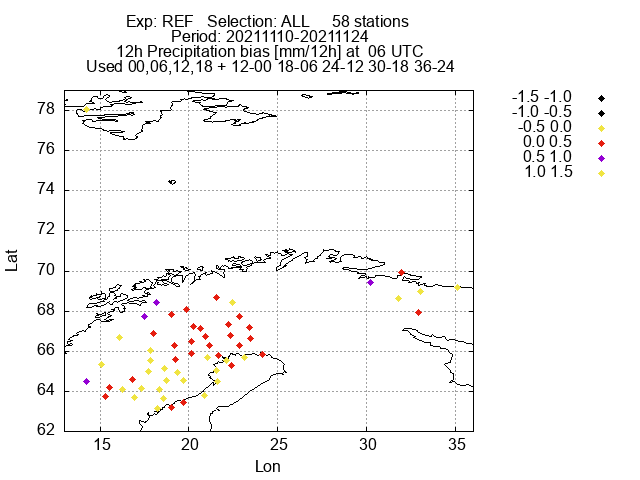 Exp: REF   Selection: ALL     58 stations
Period: 20211110-20211124
12h Precipitation bias [mm/12h] at  06 UTC
Used 00,06,12,18 + 12-00  18-06 24-12 30-18 36-24
-1.5 -1.0
-1.0 -0.5
-0.5 0.0
0.0 0.5
0.5 1.0
1.0 1.5
78
76
74
72
70
68
66
64
62
Lat
15 20 25 30 35
Lon